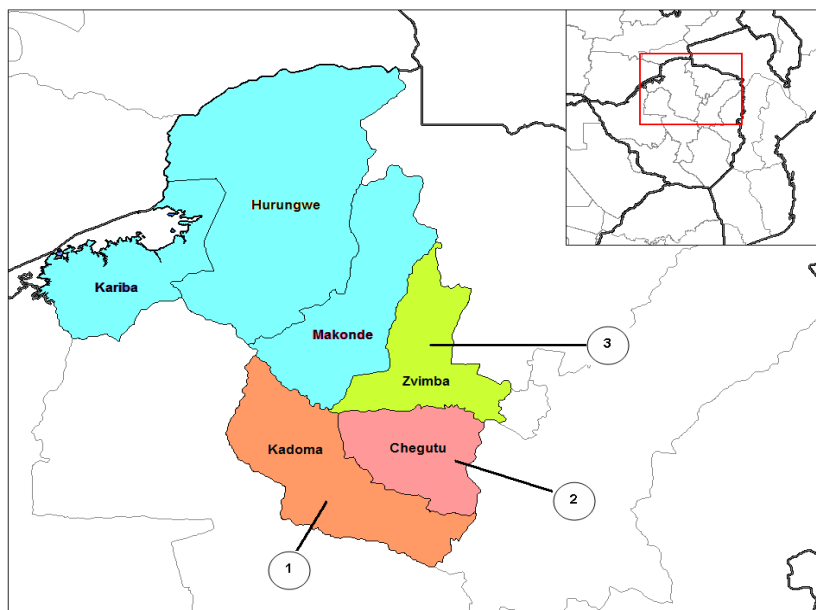 Hurungwe
Kariba
Makonde
3
Zvimba
Kadoma
Chegutu
2
1